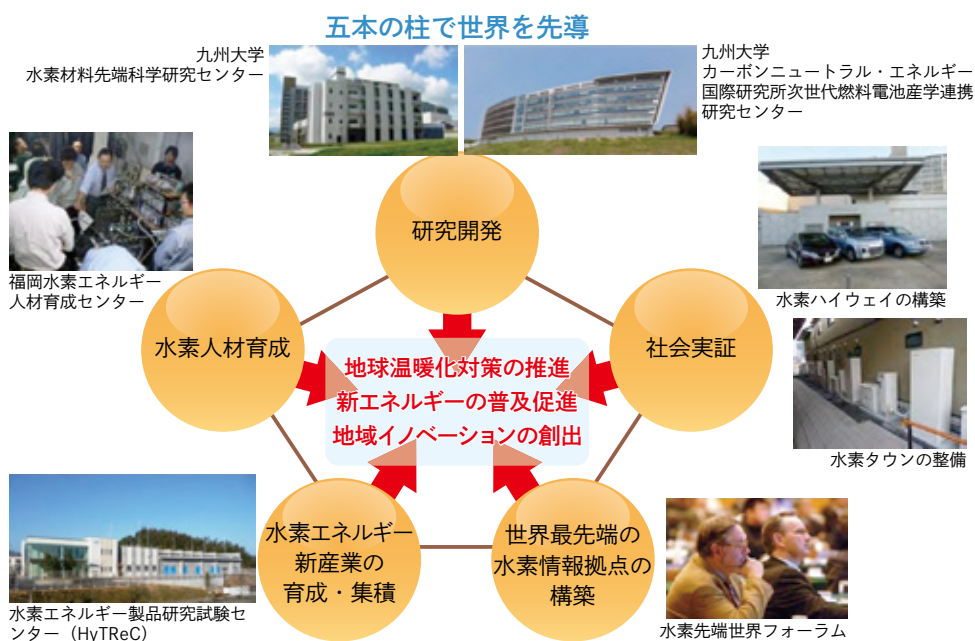 五本の柱で世界を先導
九州大学
水素材料先端科学研究センター
九州大学
カーボンニュートラル・エネルギー
国際研究所次世代燃料電池産学連携
研究センター
研究開発
福岡水素エネルギー
人材育成センター
水素ハイウェイの構築
水素人材育成
社会実証
地球温暖化対策の推進
新エネルギーの普及促進
地域イノベーションの創出
水素タウンの整備
水素エネルギー
新産業の
育成・集積
世界最先端の
水素情報拠点の
構築
水素エネルギー製品研究試験セ
ンター（HyTReC）
水素先端世界フォーラム